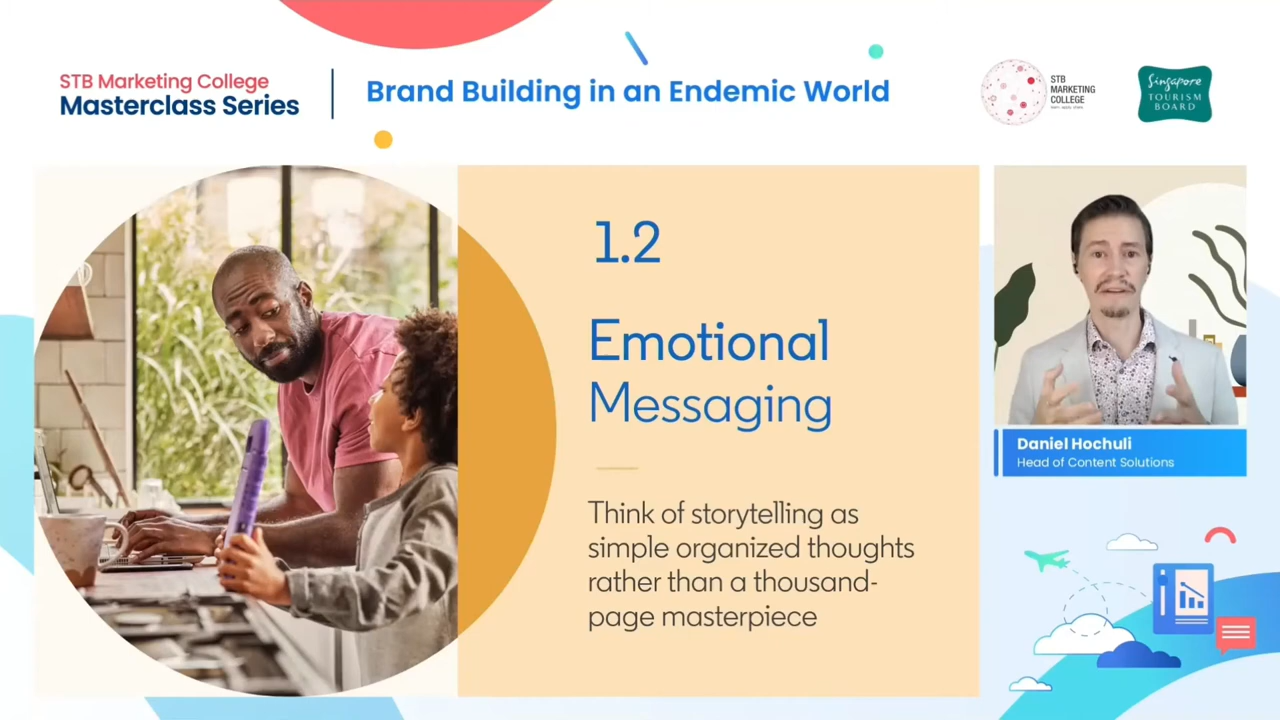 STB Marketing College
Masterclass Series
Brand Building in an Endemic World
STB
MARKETING
COLLEGE
Singapore
TOURISM
BOARD
1.2
Emotional
Messaging
Think of storytelling as
simple organized thoughts
rather than a thousand-
page masterpiece
Daniel Hochuli
Head of Content Solutions